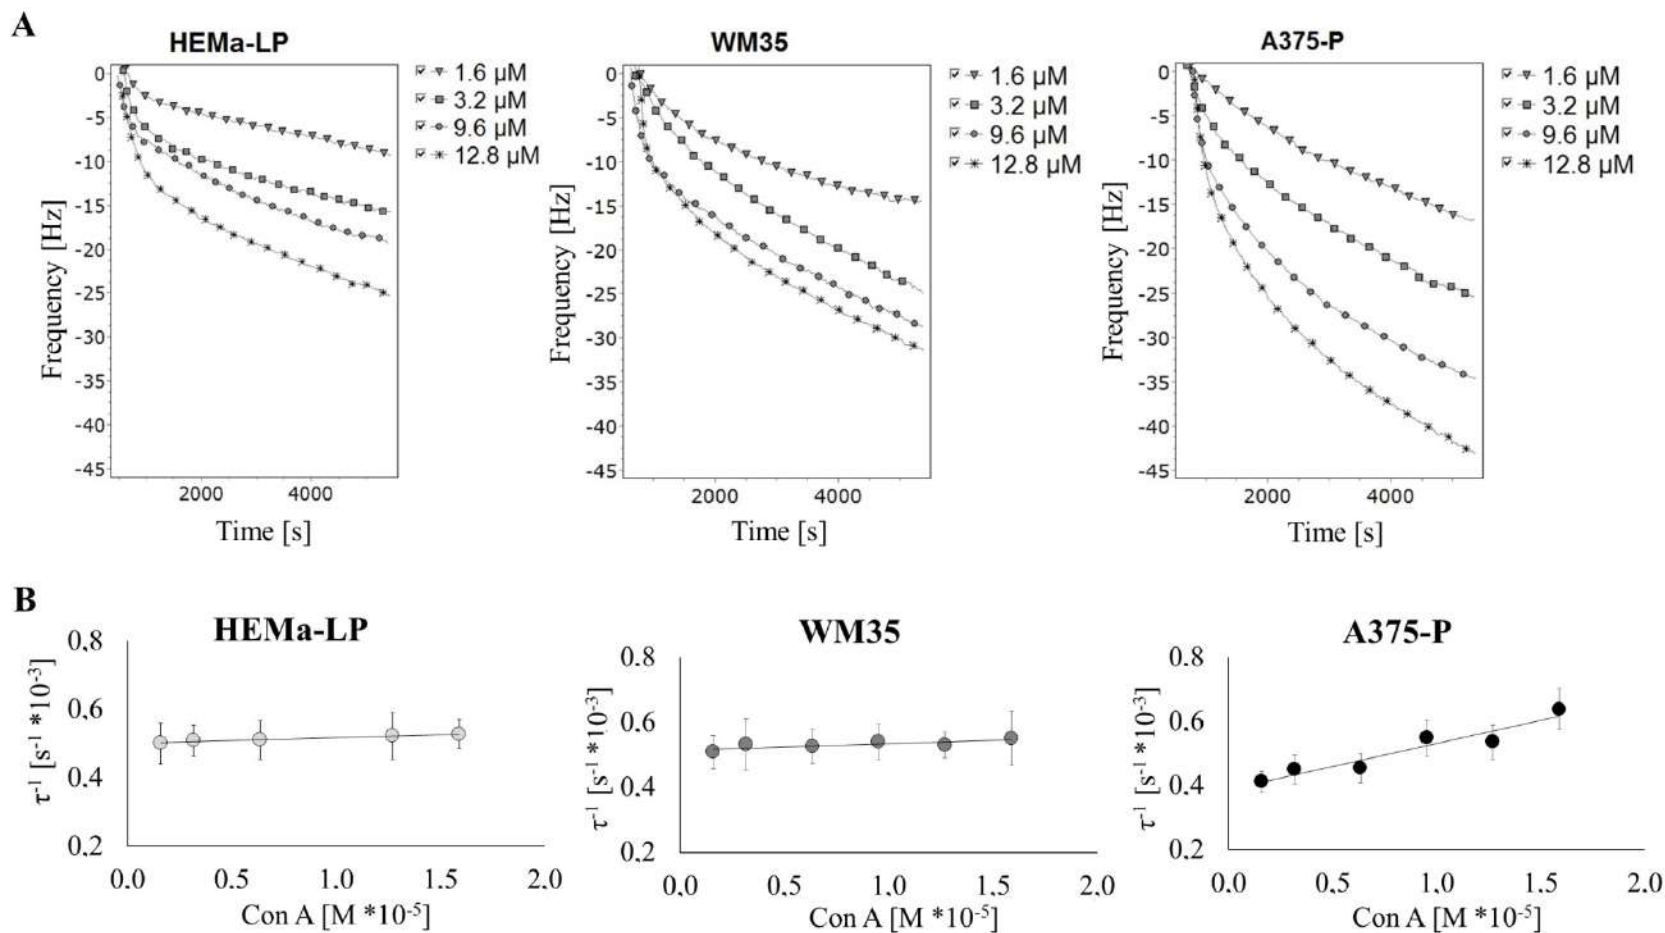 A
HEMa-LP
1.6 µM
3.2 µM
9.6 µM
12.8 µM
0
-5
-10
-15
-20
-25
-30
-35
-40
-45
Frequency [Hz]
2000 4000
Time [s]
WM35
1.6 µM
3.2 µM
9.6 µM
12.8 µM
0
-5
-10
-15
-20
-25
-30
-35
-40
-45
Frequency [Hz]
2000 4000
Time [s]
A375-P
1.6 µM
3.2 µM
9.6 µM
12.8 µM
0
-5
-10
-15
-20
-25
-30
-35
-40
-45
Frequency [Hz]
2000 4000
Time [s]
B
HEMa-LP
0.8
0.6
0.4
0.2
τ⁻¹ [s⁻¹ *10⁻³]
0.0 0.5 1.0 1.5 2.0
Con A [M *10⁻⁵]
WM35
0.8
0.6
0.4
0.2
τ⁻¹ [s⁻¹ *10⁻³]
0.0 0.5 1.0 1.5 2.0
Con A [M *10⁻⁵]
A375-P
0.8
0.6
0.4
0.2
τ⁻¹ [s⁻¹ *10⁻³]
0.0 0.5 1.0 1.5 2.0
Con A [M *10⁻⁵]